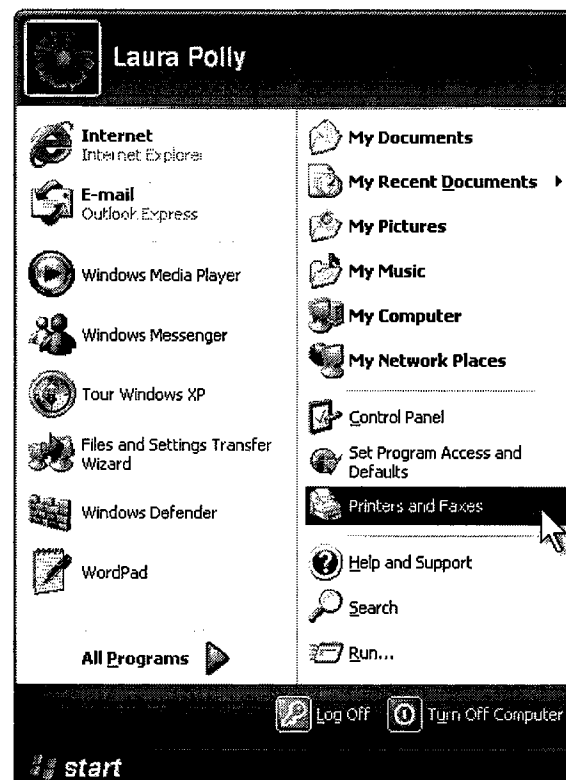 Laura Polly
Internet
Internet Explorer
E-mail
Outlook Express
Windows Media Player
Windows Messenger
Tour Windows XP
Files and Settings Transfer
Wizard
Windows Defender
WordPad
All Programs
My Documents
My Recent Documents
My Pictures
My Music
My Computer
My Network Places
Control Panel
Set Program Access and
Defaults
Printers and Faxes
Help and Support
Search
Run...
Log Off
Turn Off Computer
start